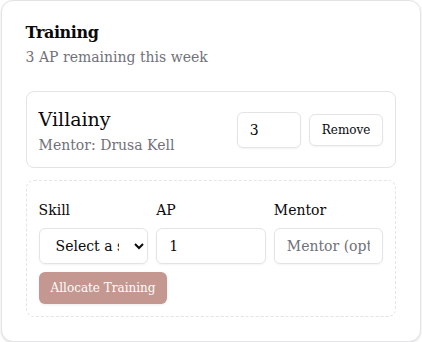 Training
3 AP remaining this week
Villainy
Mentor: Drusa Kell
3
Remove
Skill AP Mentor
Select a s 1 Mentor (opt
Allocate Training